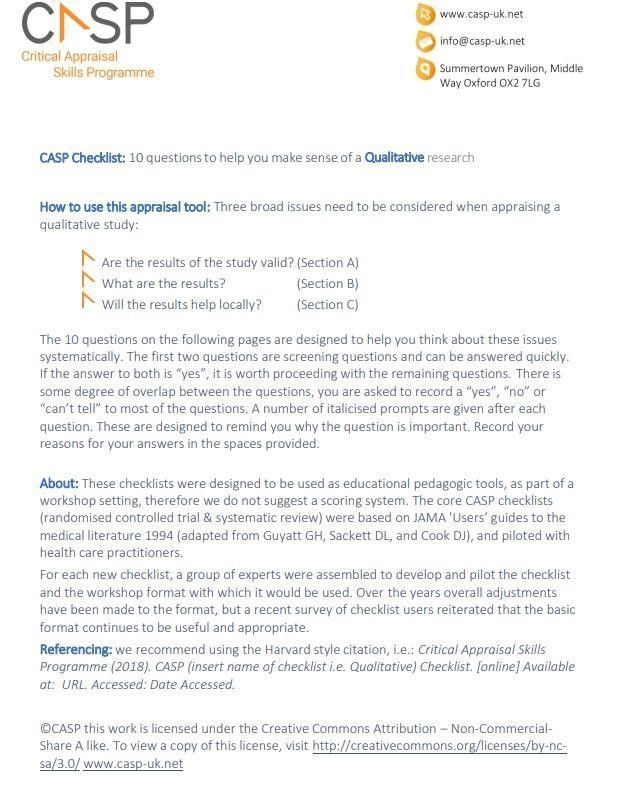 CASP
Critical Appraisal
Skills Programme
www.casp-uk.net
info@casp-uk.net
Summertown Pavilion, Middle
Way Oxford OX2 7LG
CASP Checklist: 10 questions to help you make sense of a Qualitative research
How to use this appraisal tool: Three broad issues need to be considered when appraising a
qualitative study:
Are the results of the study valid? (Section A)
What are the results? (Section B)
Will the results help locally? (Section C)
The 10 questions on the following pages are designed to help you think about these issues
systematically. The first two questions are screening questions and can be answered quickly.
If the answer to both is “yes”, it is worth proceeding with the remaining questions. There is
some degree of overlap between the questions, you are asked to record a “yes”, “no” or
“can’t tell” to most of the questions. A number of italicised prompts are given after each
question. These are designed to remind you why the question is important. Record your
reasons for your answers in the spaces provided.
About: These checklists were designed to be used as educational pedagogic tools, as part of a
workshop setting, therefore we do not suggest a scoring system. The core CASP checklists
(randomised controlled trial & systematic review) were based on JAMA 'Users’ guides to the
medical literature 1994 (adapted from Guyatt GH, Sackett DL, and Cook DJ), and piloted with
health care practitioners.
For each new checklist, a group of experts were assembled to develop and pilot the checklist
and the workshop format with which it would be used. Over the years overall adjustments
have been made to the format, but a recent survey of checklist users reiterated that the basic
format continues to be useful and appropriate.
Referencing: we recommend using the Harvard style citation, i.e.: Critical Appraisal Skills
Programme (2018). CASP (insert name of checklist i.e. Qualitative) Checklist. [online] Available
at: URL. Accessed: Date Accessed.
©CASP this work is licensed under the Creative Commons Attribution – Non-Commercial-
Share A like. To view a copy of this license, visit http://creativecommons.org/licenses/by-nc-
sa/3.0/ www.casp-uk.net